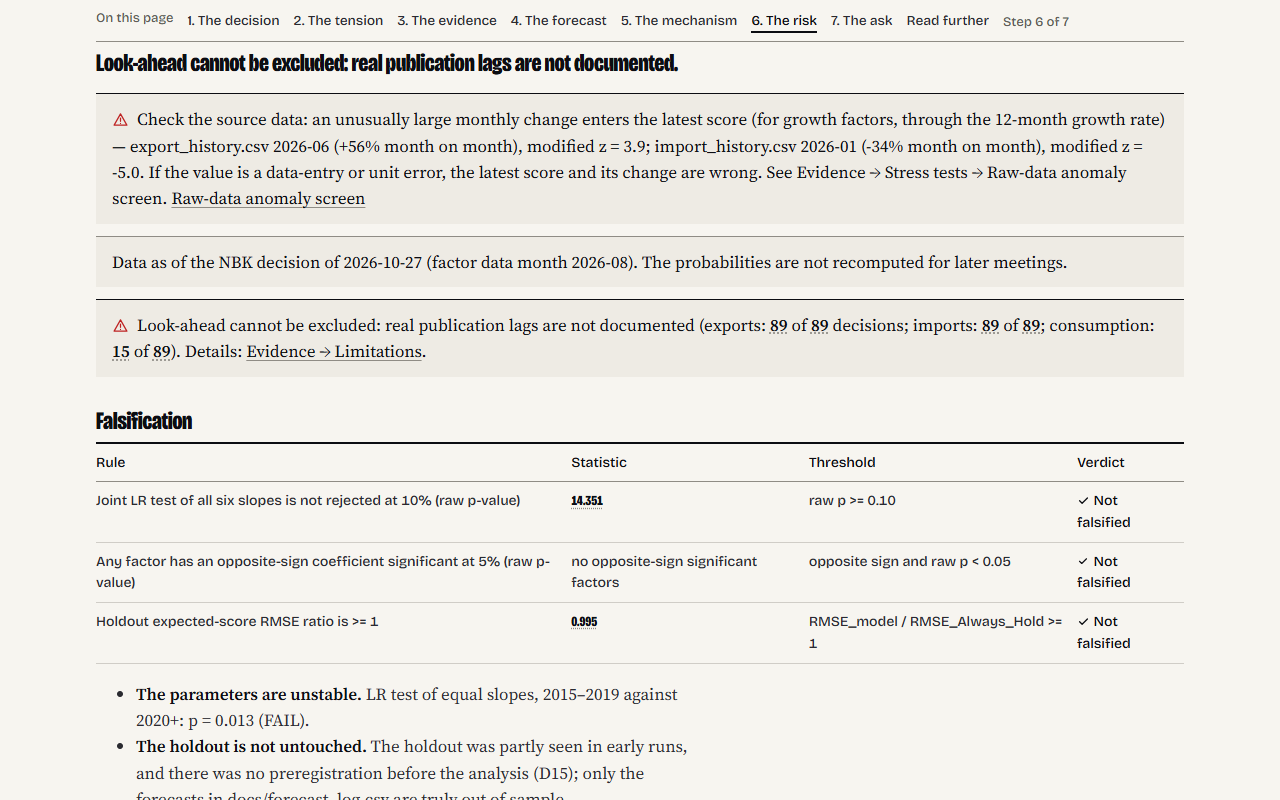 On this page 1. The decision 2. The tension 3. The evidence 4. The forecast 5. The mechanism 6. The risk 7. The ask Read further Step 6 of 7
Look-ahead cannot be excluded: real publication lags are not documented.
⚠ Check the source data: an unusually large monthly change enters the latest score (for growth factors, through the 12-month growth rate)
— export_history.csv 2026-06 (+56% month on month), modified z = 3.9; import_history.csv 2026-01 (-34% month on month), modified z =
-5.0. If the value is a data-entry or unit error, the latest score and its change are wrong. See Evidence → Stress tests → Raw-data anomaly
screen. Raw-data anomaly screen
Data as of the NBK decision of 2026-10-27 (factor data month 2026-08). The probabilities are not recomputed for later meetings.
⚠ Look-ahead cannot be excluded: real publication lags are not documented (exports: 89 of 89 decisions; imports: 89 of 89; consumption:
15 of 89). Details: Evidence → Limitations.
Falsification
Rule Statistic Threshold Verdict
Joint LR test of all six slopes is not rejected at 10% (raw p-value) 14.351 raw p >= 0.10 ✓ Not
falsified
Any factor has an opposite-sign coefficient significant at 5% (raw p- no opposite-sign significant opposite sign and raw p < 0.05 ✓ Not
value) factors falsified
Holdout expected-score RMSE ratio is >= 1 0.995 RMSE_model / RMSE_Always_Hold >= ✓ Not
1 falsified
• The parameters are unstable. LR test of equal slopes, 2015–2019 against
2020+: p = 0.013 (FAIL).
• The holdout is not untouched. The holdout was partly seen in early runs,
and there was no preregistration before the analysis (D15); only the
forecasts in docs/forecast_log.csv are truly out of sample.